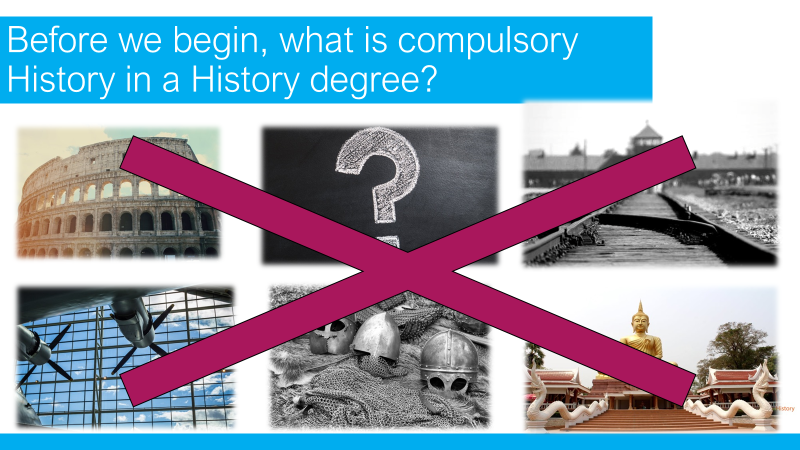 Before we begin, what is compulsory
History in a History degree?
?